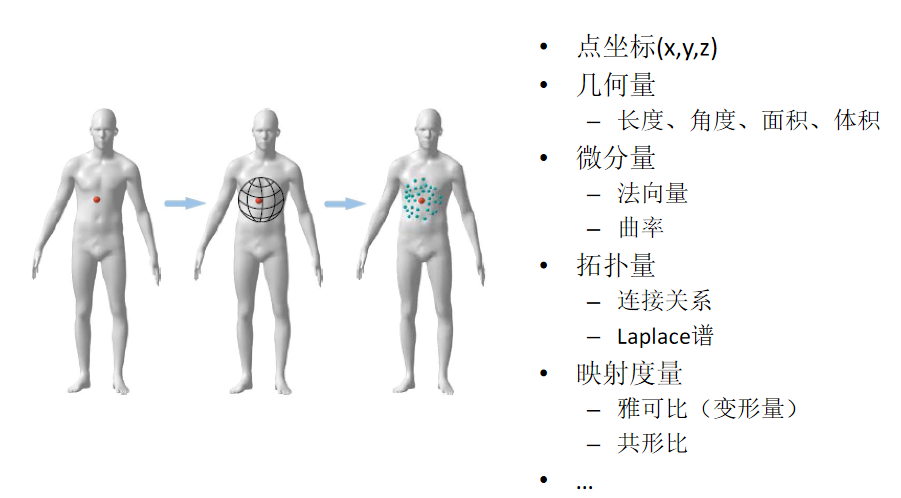 • 点坐标(x,y,z)
• 几何量
– 长度、角度、面积、体积
• 微分量
– 法向量
– 曲率
• 拓扑量
– 连接关系
– Laplace谱
• 映射度量
– 雅可比（变形量）
– 共形比
• ...